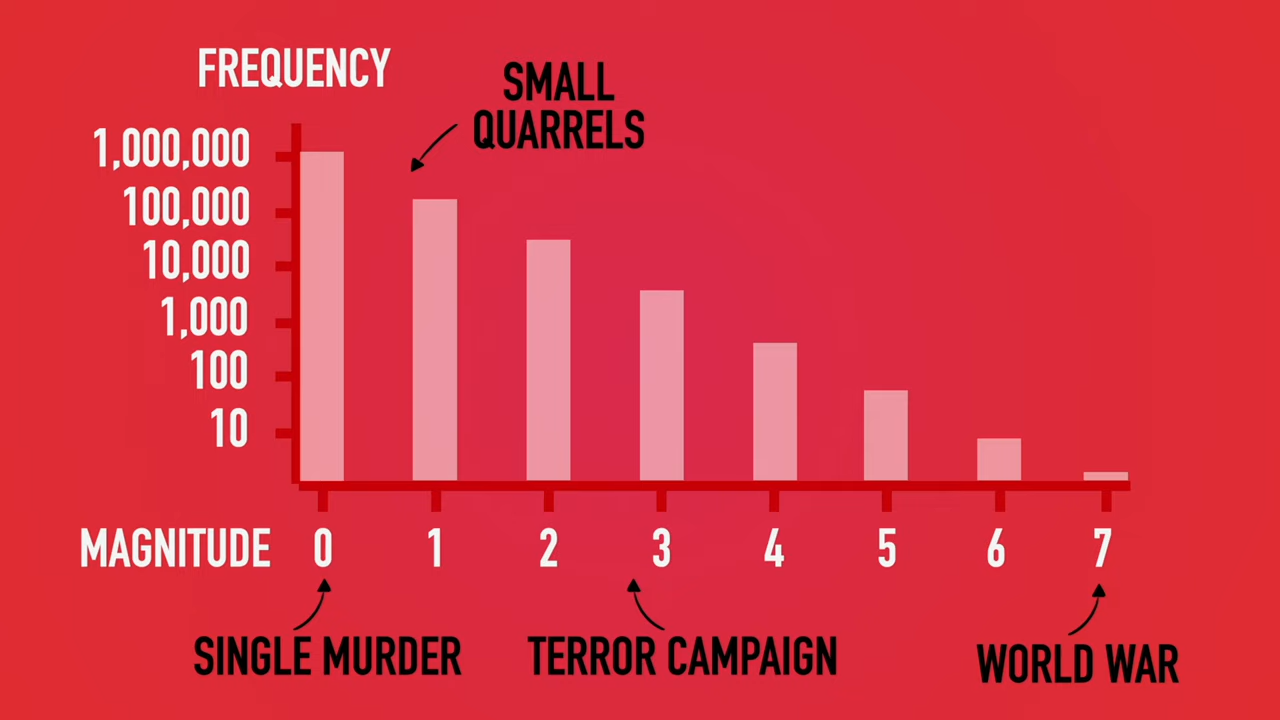 FREQUENCY
SMALL
QUARRELS
1,000,000
100,000
10,000
1,000
100
10
MAGNITUDE 0 1 2 3 4 5 6 7
SINGLE MURDER
TERROR CAMPAIGN
WORLD WAR